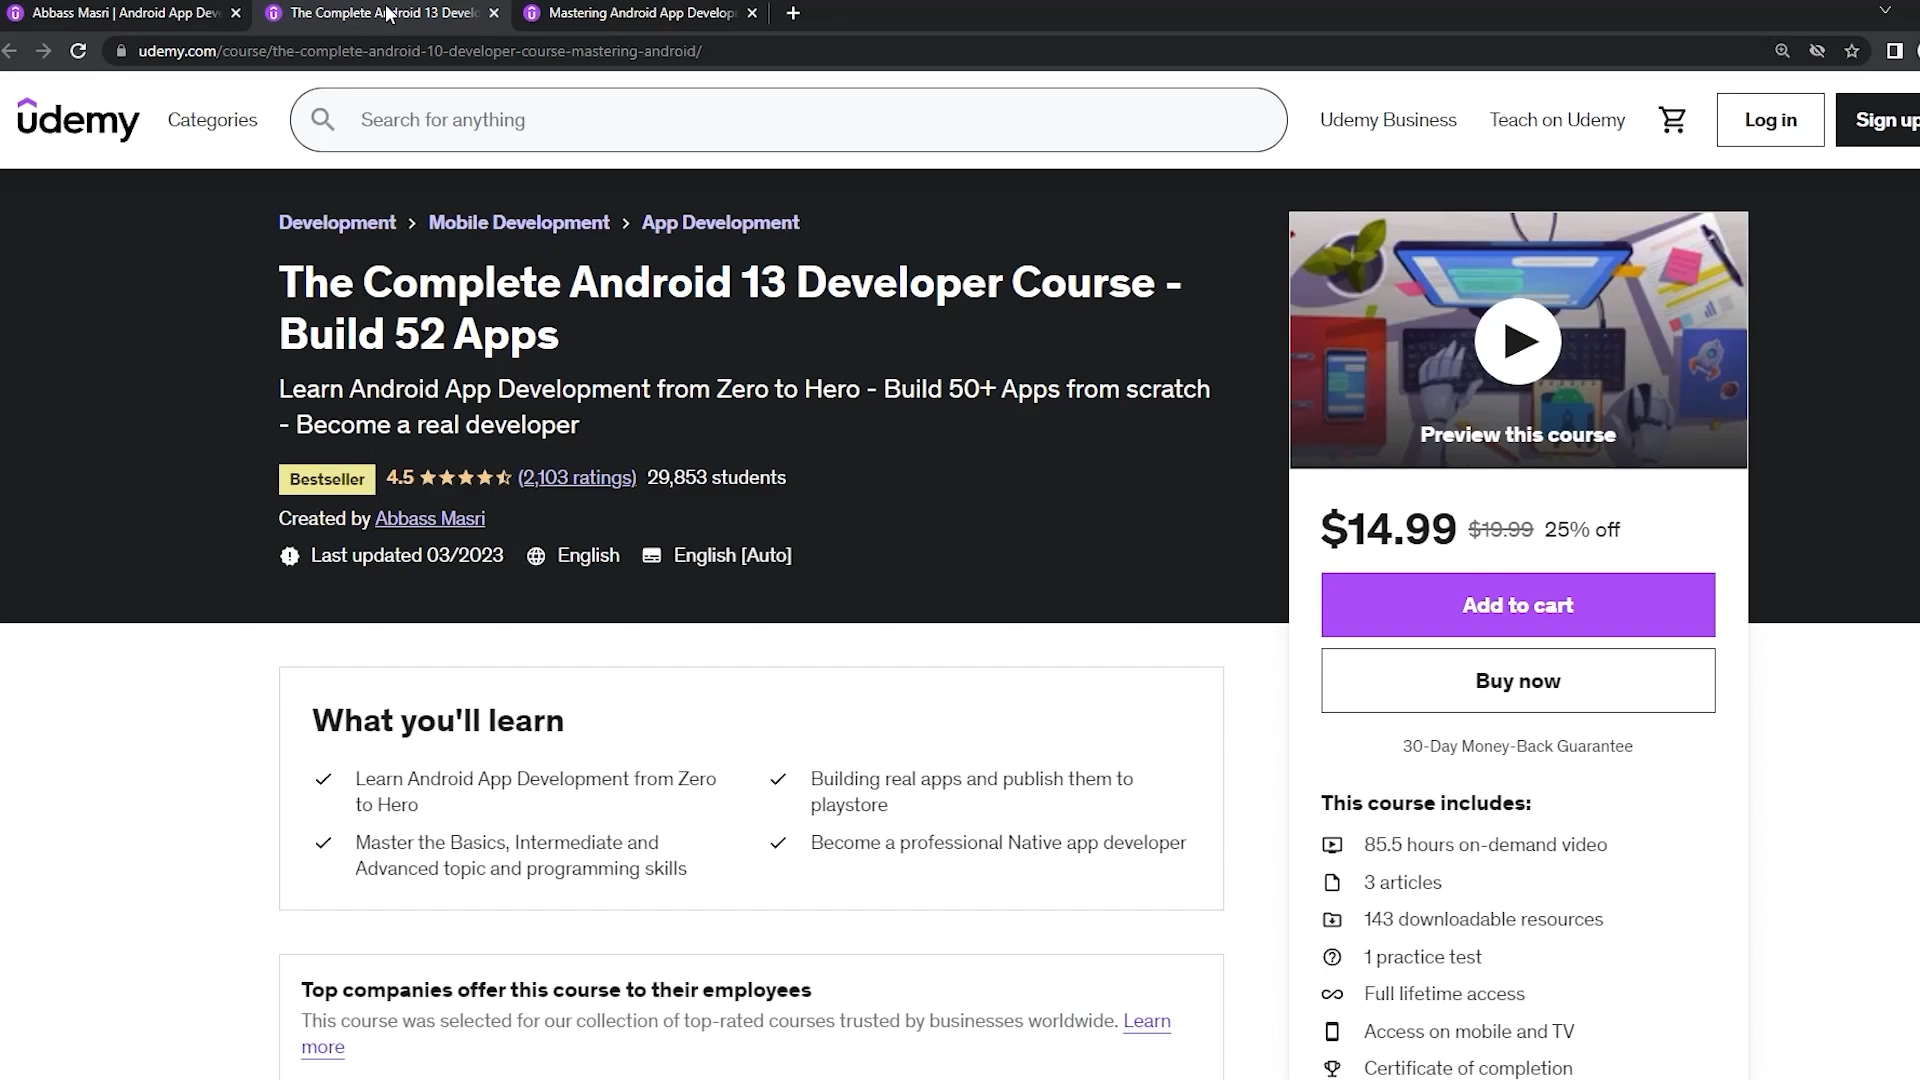 Abbass Masri | Android App Dev
The Complete Android 13 Develo
Mastering Android App Develop
udemy.com/course/the-complete-android-10-developer-course-mastering-android/
udemy
Categories
Search for anything
Udemy Business
Teach on Udemy
Log in
Sign up
Development > Mobile Development > App Development
The Complete Android 13 Developer Course -
Build 52 Apps
Learn Android App Development from Zero to Hero - Build 50+ Apps from scratch
- Become a real developer
Bestseller 4.5 (2,103 ratings) 29,853 students
Created by Abbass Masri
Last updated 03/2023 English English [Auto]
Preview this course
$14.99 $19.99 25% off
Add to cart
Buy now
30-Day Money-Back Guarantee
This course includes:
85.5 hours on-demand video
3 articles
143 downloadable resources
1 practice test
Full lifetime access
Access on mobile and TV
Certificate of completion
What you'll learn
Learn Android App Development from Zero
to Hero
Building real apps and publish them to
playstore
Master the Basics, Intermediate and
Advanced topic and programming skills
Become a professional Native app developer
Top companies offer this course to their employees
This course was selected for our collection of top-rated courses trusted by businesses worldwide. Learn
more